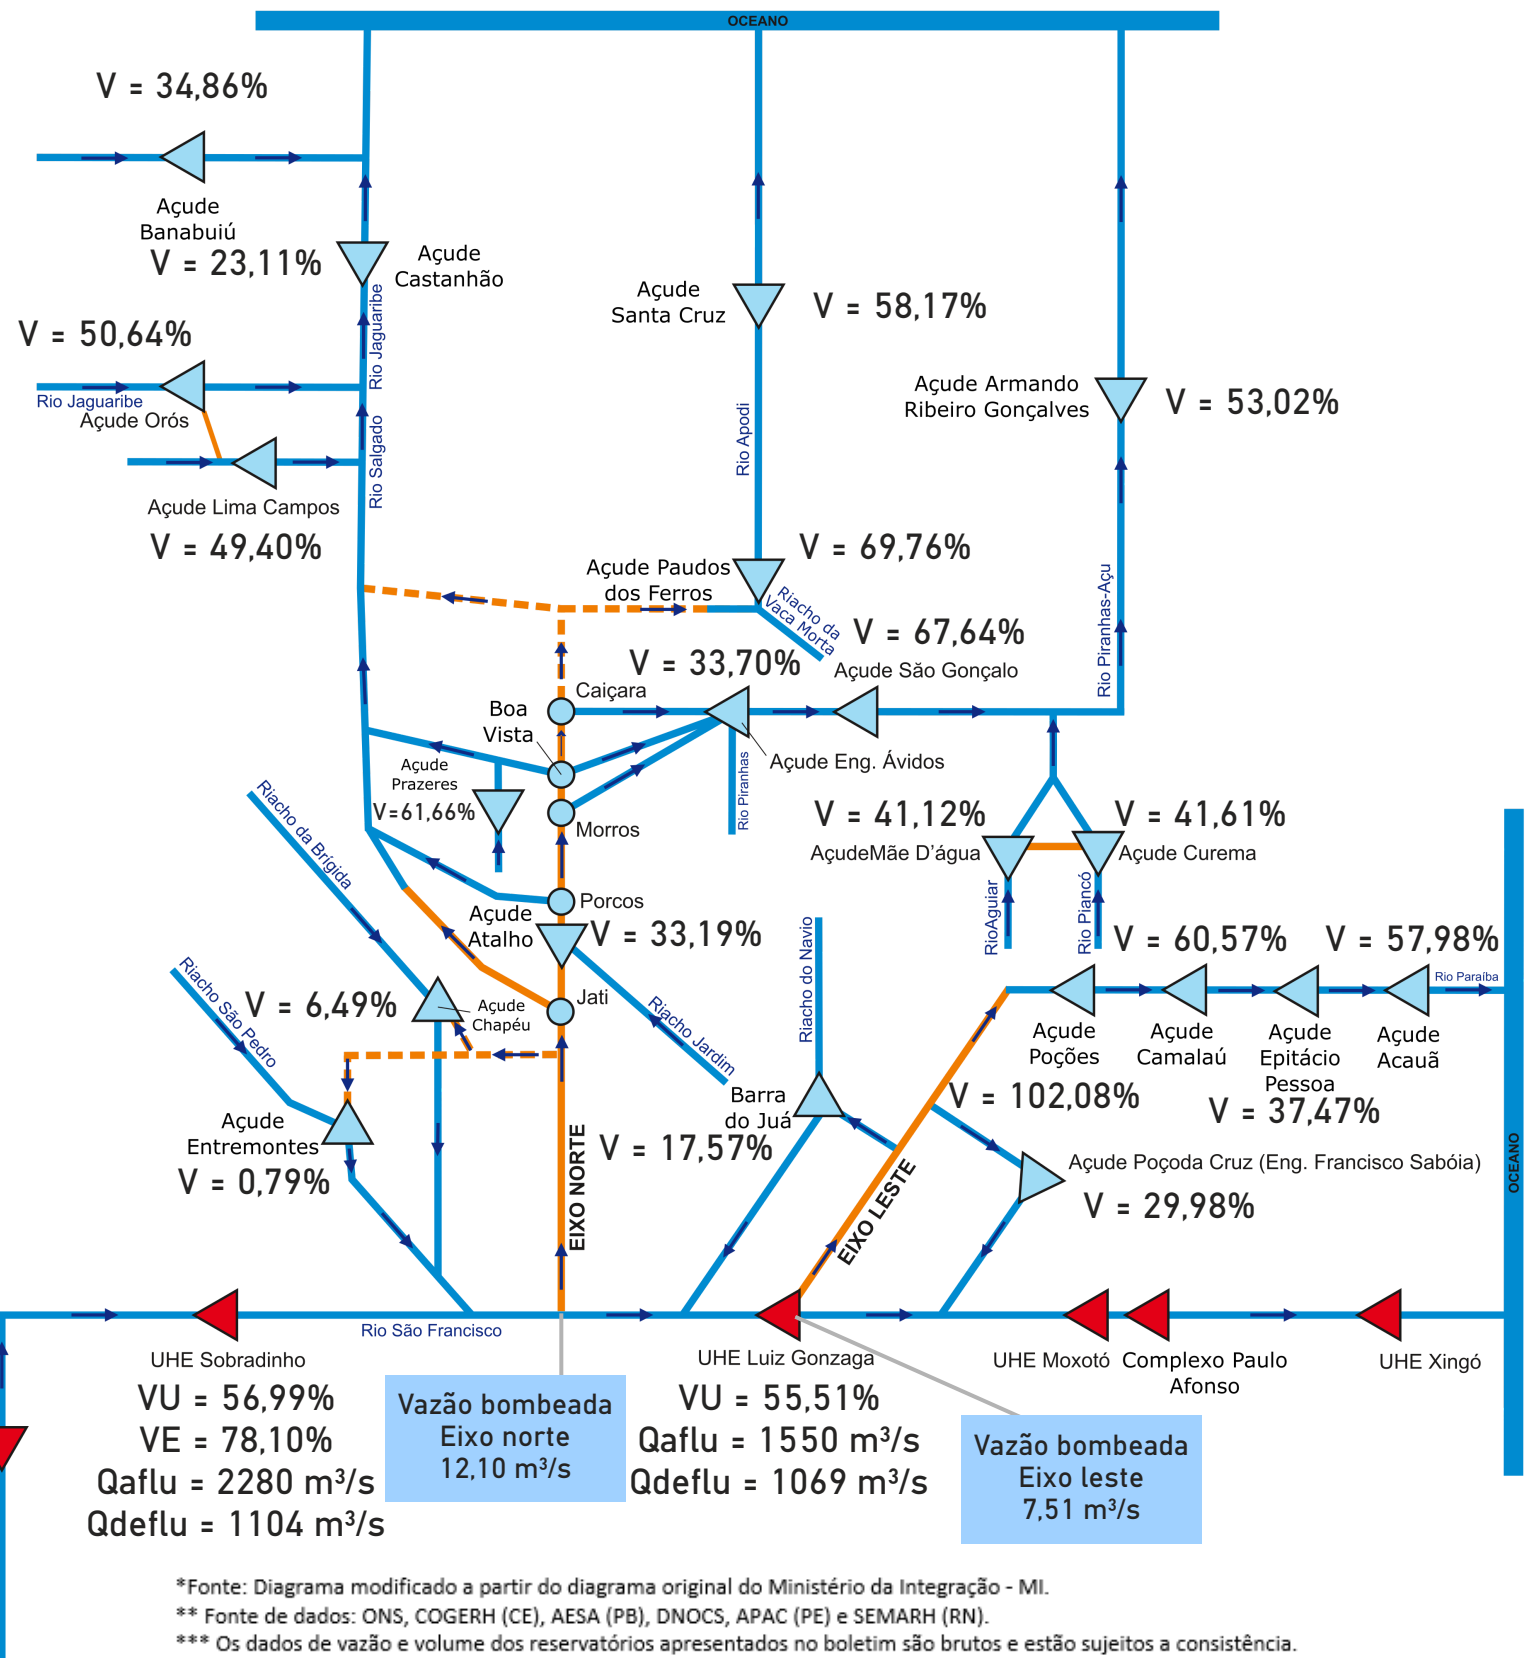 OCEANO
V = 34,86%
Açude
Banabuiú
V = 23,11%
Açude
Castanhão
Rio Jaguaribe
V = 50,64%
Rio Jaguaribe
Açude Orós
Rio Salgado
Açude Lima Campos
V = 49,40%
Açude
Santa Cruz
V = 58,17%
Rio Apodi
Açude Armando
Ribeiro Gonçalves
V = 53,02%
Açude Paudos
dos Ferros
V = 69,76%
Riacho da
Vaca Morta
V = 67,64%
Açude São Gonçalo
Rio Piranhas-Açu
V = 33,70%
Caiçara
Boa
Vista
Açude Eng. Ávidos
Rio Piranhas
Açude
Prazeres
V=61,66%
Morros
Riacho da Brígida
V = 41,12%
AçudeMãe D'água
V = 41,61%
Açude Curema
RioAguiar
Rio Piancó
Porcos
Açude
Atalho
V = 33,19%
Riacho São Pedro
V = 6,49%
Açude
Chapéu
Jati
Riacho Jardim
Riacho do Navio
V = 60,57%
V = 57,98%
Rio Paraíba
Açude
Poções
Açude
Camalaú
Açude
Epitácio
Pessoa
Açude
Acauã
V = 102,08%
V = 37,47%
Barra
do Juá
V = 17,57%
Açude
Entremontes
V = 0,79%
EIXO NORTE
EIXO LESTE
Açude Poçoda Cruz (Eng. Francisco Sabóia)
V = 29,98%
OCEANO
Rio São Francisco
UHE Sobradinho
VU = 56,99%
VE = 78,10%
Qaflu = 2280 m³/s
Qdeflu = 1104 m³/s
Vazão bombeada
Eixo norte
12,10 m³/s
UHE Luiz Gonzaga
VU = 55,51%
Qaflu = 1550 m³/s
Qdeflu = 1069 m³/s
Vazão bombeada
Eixo leste
7,51 m³/s
UHE Moxotó
Complexo Paulo
Afonso
UHE Xingó
*Fonte: Diagrama modificado a partir do diagrama original do Ministério da Integração - MI.
** Fonte de dados: ONS, COGERH (CE), AESA (PB), DNOCS, APAC (PE) e SEMARH (RN).
*** Os dados de vazão e volume dos reservatórios apresentados no boletim são brutos e estão sujeitos a consistência.